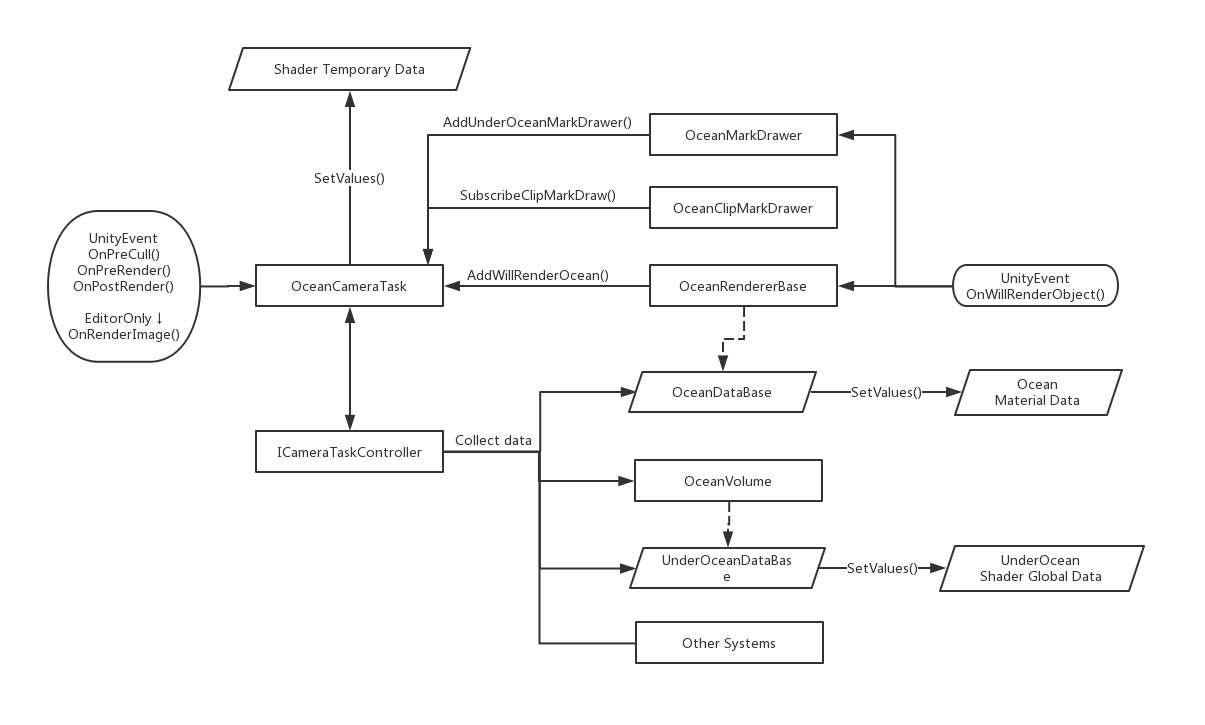 Shader Temporary Data
AddUnderOceanMarkDrawer()
OceanMarkDrawer
SetValues()
SubscribeClipMarkDraw()
OceanClipMarkDrawer
UnityEvent
OnPreCull()
OnPreRender()
OnPostRender()
EditorOnly ↓
OnRenderImage()
OceanCameraTask
AddWillRenderOcean()
OceanRendererBase
UnityEvent
OnWillRenderObject()
OceanDataBase
SetValues()
Ocean
Material Data
ICameraTaskController
Collect data
OceanVolume
UnderOceanDataBas
e
SetValues()
UnderOcean
Shader Global Data
Other Systems